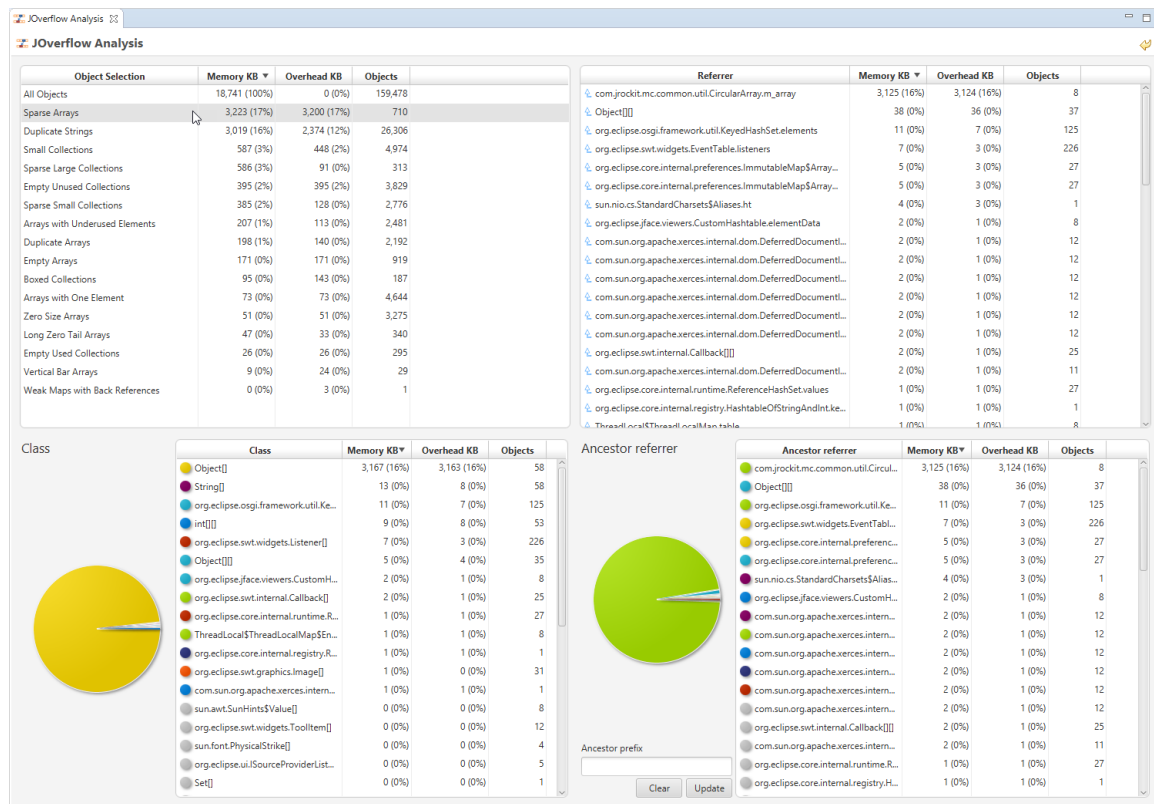 JOverflow Analysis
JOverflow Analysis
Object Selection Memory KB Overhead KB Objects
All Objects 18,741 (100%) 0 (0%) 159,478
Sparse Arrays 3,223 (17%) 3,200 (17%) 710
Duplicate Strings 3,019 (16%) 2,374 (12%) 26,306
Small Collections 587 (3%) 448 (2%) 4,974
Sparse Large Collections 586 (3%) 91 (0%) 313
Empty Unused Collections 395 (2%) 395 (2%) 3,829
Sparse Small Collections 385 (2%) 128 (0%) 2,776
Arrays with Underused Elements 207 (1%) 113 (0%) 2,481
Duplicate Arrays 198 (1%) 140 (0%) 2,192
Empty Arrays 171 (0%) 171 (0%) 919
Boxed Collections 95 (0%) 143 (0%) 187
Arrays with One Element 73 (0%) 73 (0%) 4,644
Zero Size Arrays 51 (0%) 51 (0%) 3,275
Long Zero Tail Arrays 47 (0%) 33 (0%) 340
Empty Used Collections 26 (0%) 26 (0%) 295
Vertical Bar Arrays 9 (0%) 24 (0%) 29
Weak Maps with Back References 0 (0%) 3 (0%) 1
Referrer Memory KB Overhead KB Objects
com.jrockit.mc.common.util.CircularArray.m_array 3,125 (16%) 3,124 (16%) 8
Object[][] 38 (0%) 36 (0%) 37
org.eclipse.osgi.framework.util.KeyedHashSet.elements 11 (0%) 7 (0%) 125
org.eclipse.swt.widgets.EventTable.listeners 7 (0%) 3 (0%) 226
org.eclipse.core.internal.preferences.ImmutableMap$Array... 5 (0%) 3 (0%) 27
org.eclipse.core.internal.preferences.ImmutableMap$Array... 5 (0%) 3 (0%) 27
sun.nio.cs.StandardCharsets$Aliases.ht 4 (0%) 3 (0%) 1
org.eclipse.jface.viewers.CustomHashtable.elementData 2 (0%) 1 (0%) 8
com.sun.org.apache.xerces.internal.dom.DeferredDocumentI... 2 (0%) 1 (0%) 12
com.sun.org.apache.xerces.internal.dom.DeferredDocumentI... 2 (0%) 1 (0%) 12
com.sun.org.apache.xerces.internal.dom.DeferredDocumentI... 2 (0%) 1 (0%) 12
com.sun.org.apache.xerces.internal.dom.DeferredDocumentI... 2 (0%) 1 (0%) 12
com.sun.org.apache.xerces.internal.dom.DeferredDocumentI... 2 (0%) 1 (0%) 12
com.sun.org.apache.xerces.internal.dom.DeferredDocumentI... 2 (0%) 1 (0%) 12
org.eclipse.swt.internal.Callback[][] 2 (0%) 1 (0%) 25
com.sun.org.apache.xerces.internal.dom.DeferredDocumentI... 2 (0%) 1 (0%) 11
org.eclipse.core.internal.runtime.ReferenceHashSet.values 1 (0%) 1 (0%) 27
org.eclipse.core.internal.registry.HashtableOfStringAndInt.ke... 1 (0%) 1 (0%) 1
ThreadLocal$ThreadLocalMap.table 1 (0%) 1 (0%) 8
Class
Class Memory KB Overhead KB Objects
Object[] 3,167 (16%) 3,163 (16%) 58
String[] 13 (0%) 8 (0%) 58
org.eclipse.osgi.framework.util.Ke... 11 (0%) 7 (0%) 125
int[][] 9 (0%) 8 (0%) 53
org.eclipse.swt.widgets.Listener[] 7 (0%) 3 (0%) 226
Object[][] 5 (0%) 4 (0%) 35
org.eclipse.jface.viewers.CustomH... 2 (0%) 1 (0%) 8
org.eclipse.swt.internal.Callback[] 2 (0%) 1 (0%) 25
org.eclipse.core.internal.runtime.R... 1 (0%) 1 (0%) 27
ThreadLocal$ThreadLocalMap$En... 1 (0%) 1 (0%) 8
org.eclipse.core.internal.registry.R... 1 (0%) 1 (0%) 1
org.eclipse.swt.graphics.Image[] 1 (0%) 0 (0%) 31
com.sun.org.apache.xerces.intern... 1 (0%) 1 (0%) 1
sun.awt.SunHints$Value[] 0 (0%) 0 (0%) 8
org.eclipse.swt.widgets.ToolItem[] 0 (0%) 0 (0%) 12
sun.font.PhysicalStrike[] 0 (0%) 0 (0%) 4
org.eclipse.ui.ISourceProviderList... 0 (0%) 0 (0%) 5
Set[] 0 (0%) 0 (0%) 1
Ancestor referrer
Ancestor referrer Memory KB Overhead KB Objects
com.jrockit.mc.common.util.Circul... 3,125 (16%) 3,124 (16%) 8
Object[][] 38 (0%) 36 (0%) 37
org.eclipse.osgi.framework.util.Ke... 11 (0%) 7 (0%) 125
org.eclipse.swt.widgets.EventTabl... 7 (0%) 3 (0%) 226
org.eclipse.core.internal.preferenc... 5 (0%) 3 (0%) 27
org.eclipse.core.internal.preferenc... 5 (0%) 3 (0%) 27
sun.nio.cs.StandardCharsets$Alias... 4 (0%) 3 (0%) 1
org.eclipse.jface.viewers.CustomH... 2 (0%) 1 (0%) 8
com.sun.org.apache.xerces.intern... 2 (0%) 1 (0%) 12
com.sun.org.apache.xerces.intern... 2 (0%) 1 (0%) 12
com.sun.org.apache.xerces.intern... 2 (0%) 1 (0%) 12
com.sun.org.apache.xerces.intern... 2 (0%) 1 (0%) 12
com.sun.org.apache.xerces.intern... 2 (0%) 1 (0%) 12
com.sun.org.apache.xerces.intern... 2 (0%) 1 (0%) 12
org.eclipse.swt.internal.Callback[][] 2 (0%) 1 (0%) 25
com.sun.org.apache.xerces.intern... 2 (0%) 1 (0%) 11
org.eclipse.core.internal.runtime.R... 1 (0%) 1 (0%) 27
org.eclipse.core.internal.registry.H... 1 (0%) 1 (0%) 1
Ancestor prefix
Clear Update